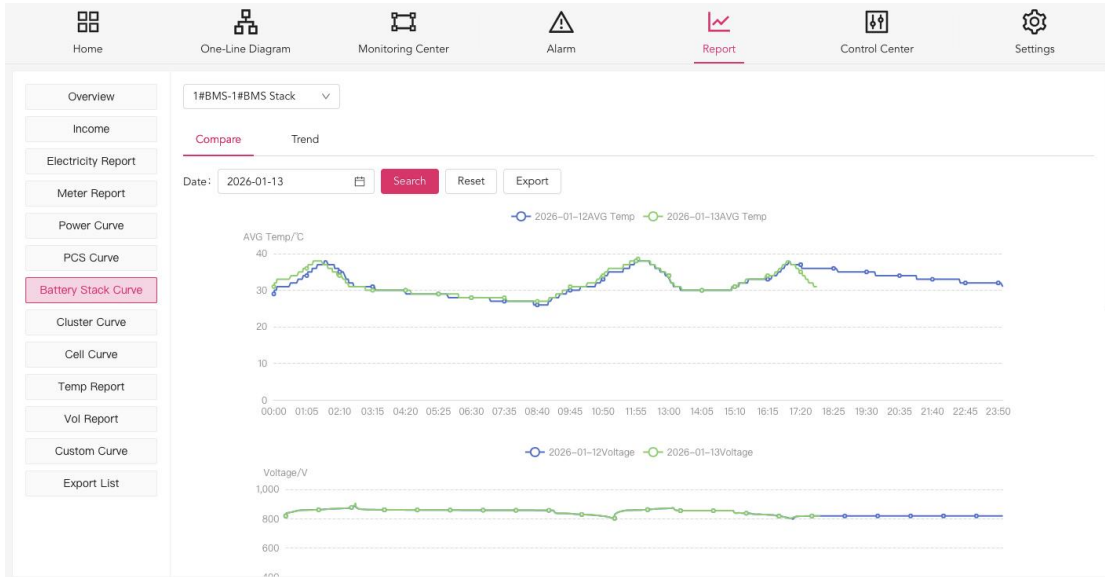 Home One-Line Diagram Monitoring Center Alarm Report Control Center Settings
Overview
Income
Electricity Report
Meter Report
Power Curve
PCS Curve
Battery Stack Curve
Cluster Curve
Cell Curve
Temp Report
Vol Report
Custom Curve
Export List
1#BMS-1#BMS Stack
Compare Trend
Date: 2026-01-13 Search Reset Export
2026-01-12AVG Temp 2026-01-13AVG Temp
AVG Temp/℃
40
30
20
10
0
00:00 01:05 02:10 03:15 04:20 05:25 06:30 07:35 08:40 09:45 10:50 11:55 13:00 14:05 15:10 16:15 17:20 18:25 19:30 20:35 21:40 22:45 23:50
2026-01-12Voltage 2026-01-13Voltage
Voltage/V
1,000
800
600
400